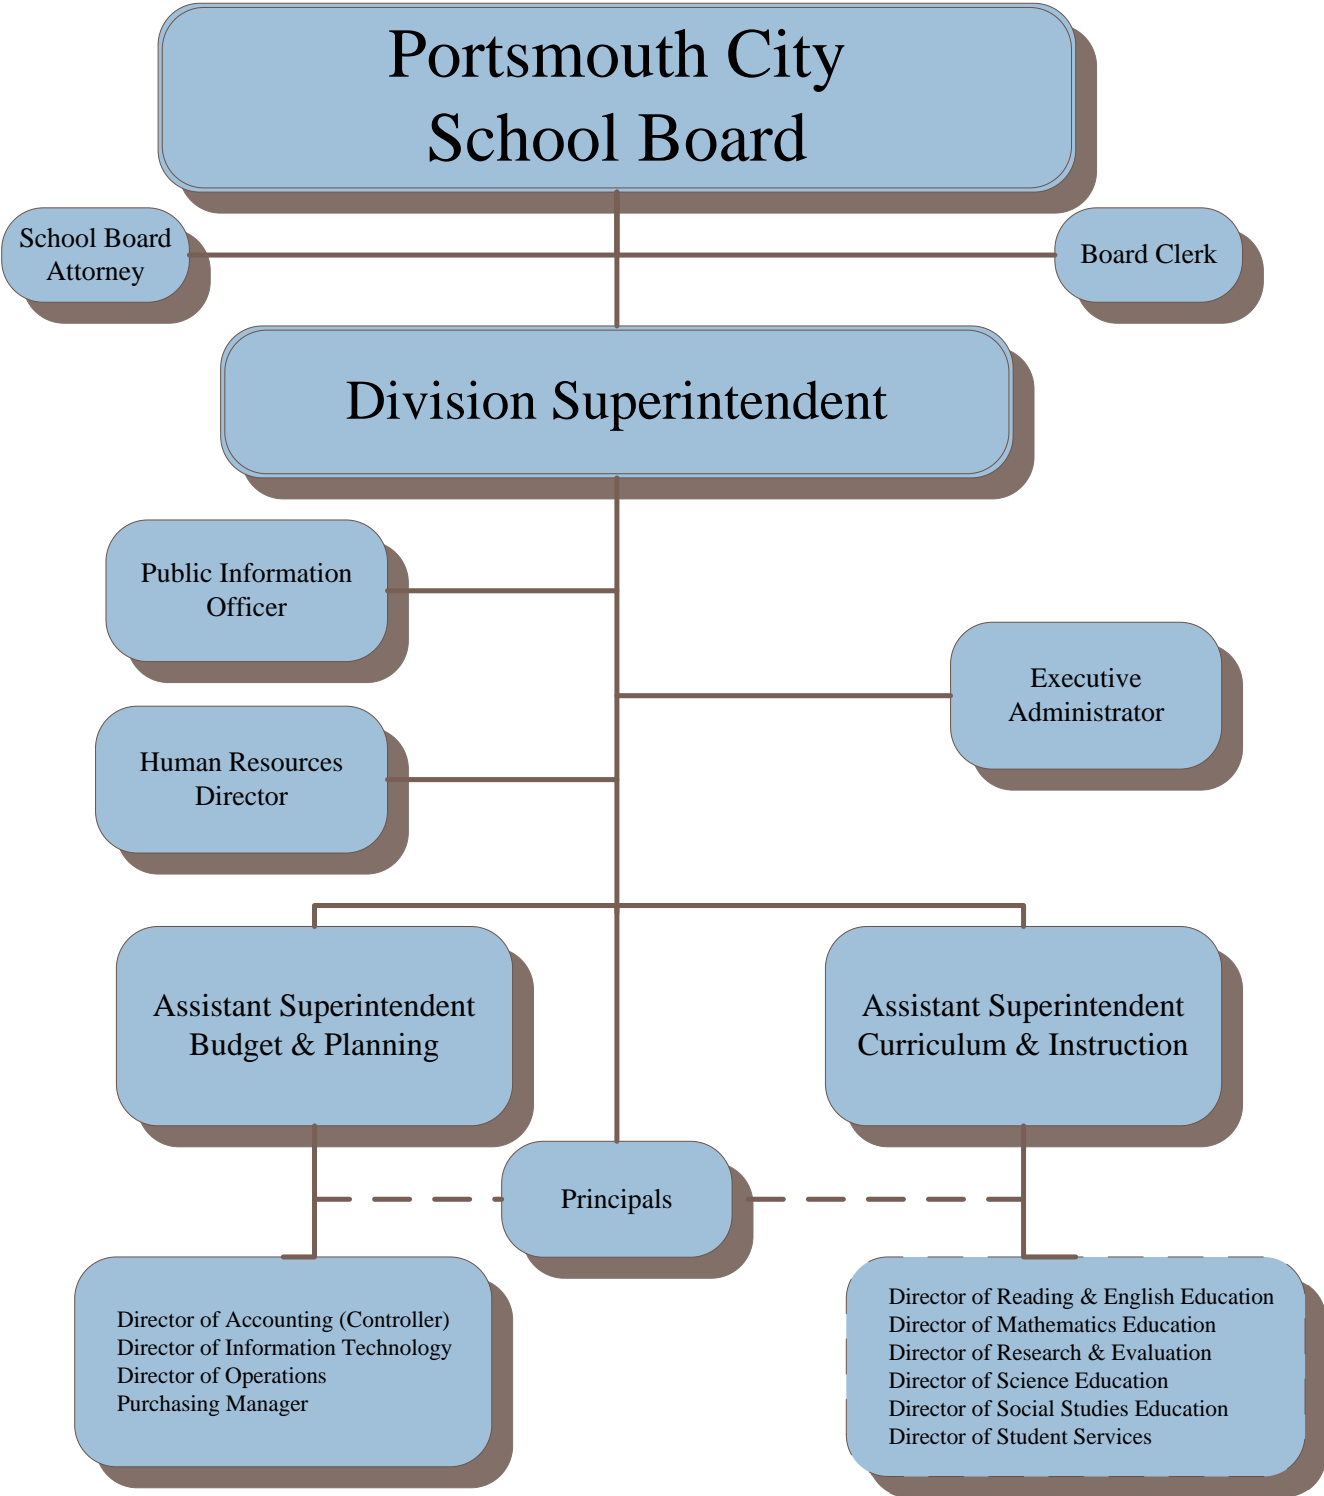 Portsmouth City
School Board
School Board
Attorney
Board Clerk
Division Superintendent
Public Information
Officer
Executive
Administrator
Human Resources
Director
Assistant Superintendent
Budget & Planning
Assistant Superintendent
Curriculum & Instruction
Principals
Director of Accounting (Controller)
Director of Information Technology
Director of Operations
Purchasing Manager
Director of Reading & English Education
Director of Mathematics Education
Director of Research & Evaluation
Director of Science Education
Director of Social Studies Education
Director of Student Services